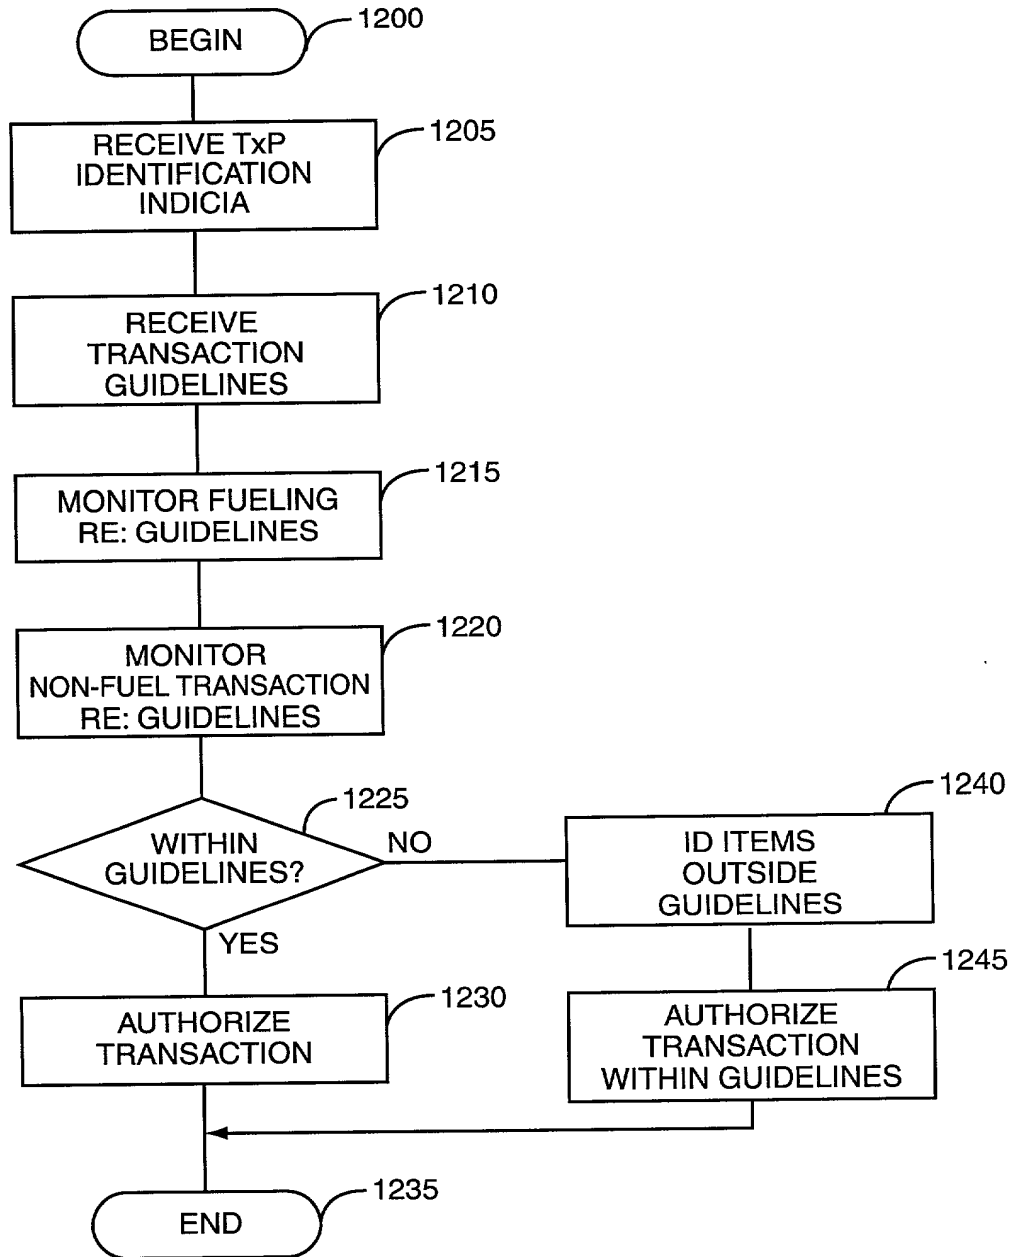 BEGIN
1200
RECEIVE TxP
IDENTIFICATION
INDICIA
1205
RECEIVE
TRANSACTION
GUIDELINES
1210
MONITOR FUELING
RE: GUIDELINES
1215
MONITOR
NON-FUEL TRANSACTION
RE: GUIDELINES
1220
WITHIN
GUIDELINES?
1225
NO
YES
ID ITEMS
OUTSIDE
GUIDELINES
1240
AUTHORIZE
TRANSACTION
1230
AUTHORIZE
TRANSACTION
WITHIN GUIDELINES
1245
END
1235